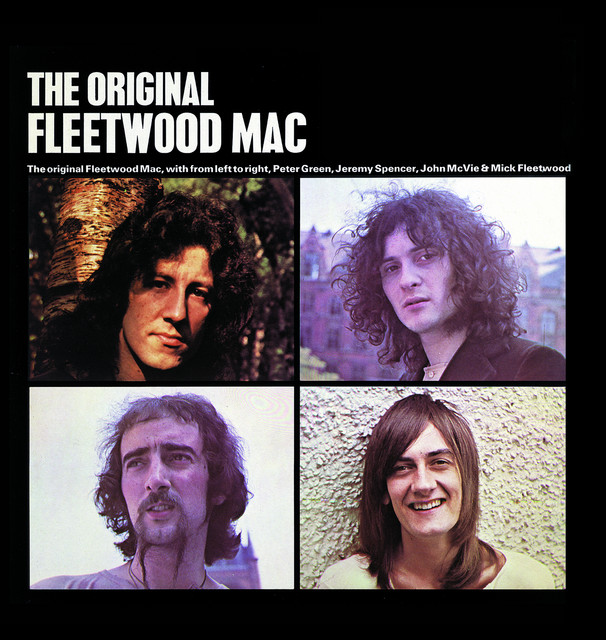 THE ORIGINAL
FLEETWOOD MAC
The original Fleetwood Mac, with from left to right, Peter Green, Jeremy Spencer, John McVie & Mick Fleetwood